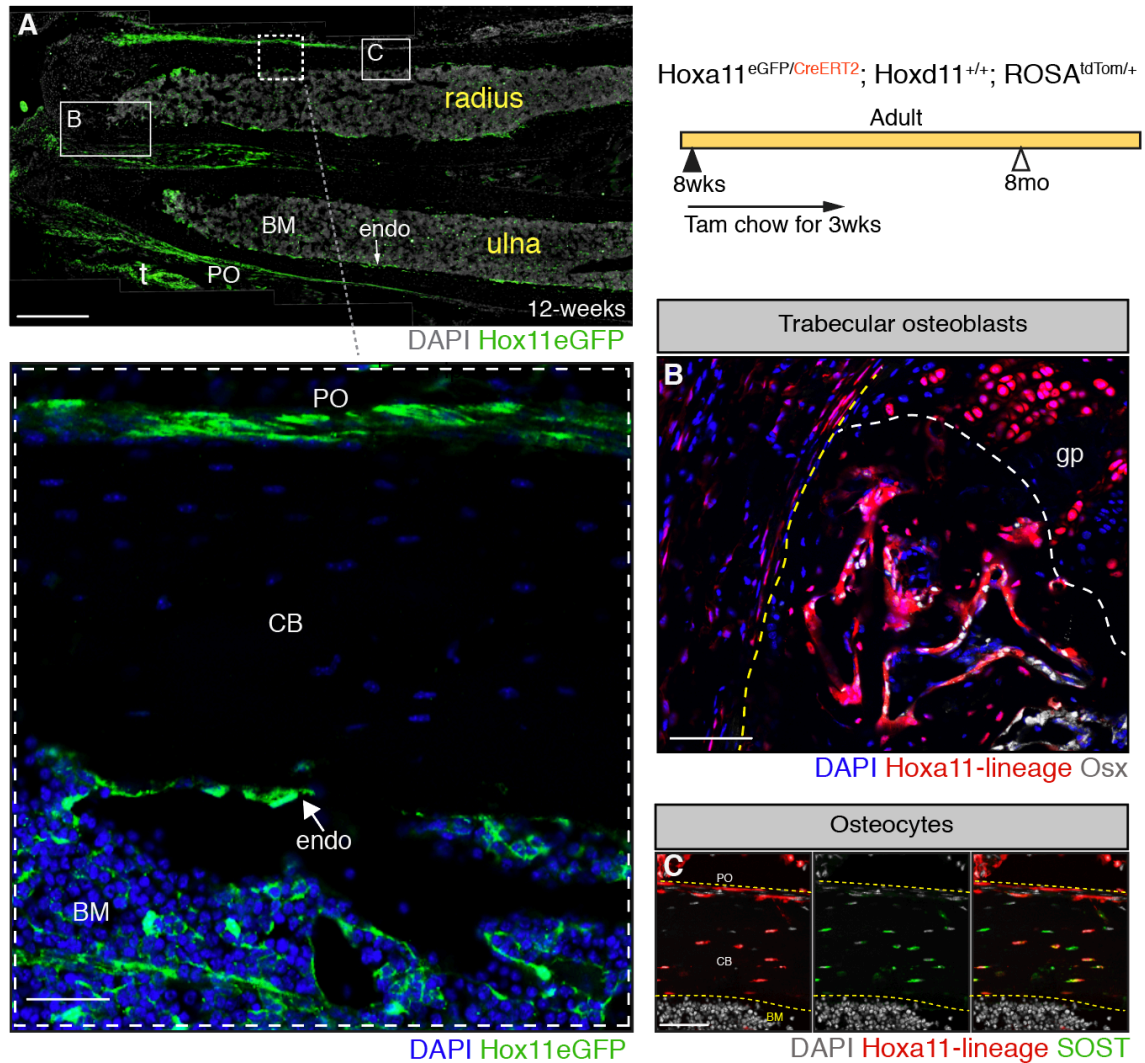 A
C
B
radius
BM
endo
ulna
t
PO
12-weeks
DAPI Hox11eGFP
PO
CB
endo
BM
DAPI Hox11eGFP
Hoxa11eGFP/CreERT2; Hoxd11+/+; ROSAtdTom/+
Adult
8wks
8mo
Tam chow for 3wks
Trabecular osteoblasts
B
gp
DAPI Hoxa11-lineage Osx
Osteocytes
C
PO
CB
BM
DAPI Hoxa11-lineage SOST